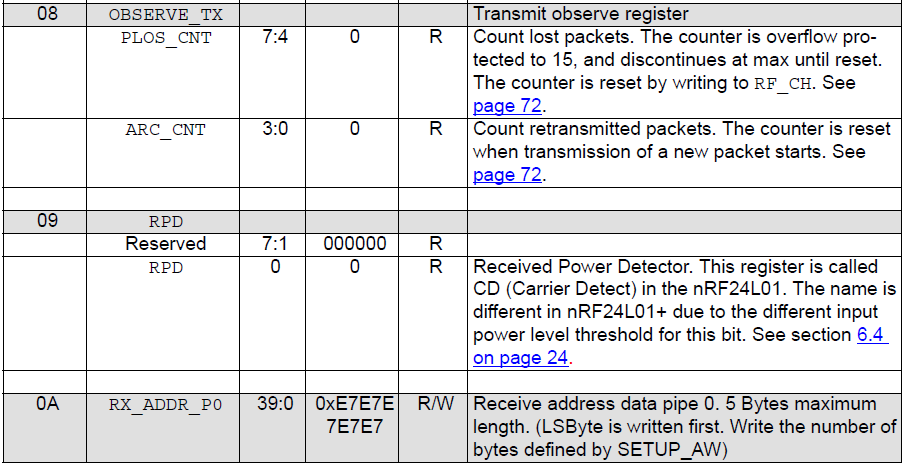 08 OBSERVE_TX Transmit observe register
PLOS_CNT 7:4 0 R Count lost packets. The counter is overflow pro-
tected to 15, and discontinues at max until reset.
The counter is reset by writing to RF_CH. See
page 72.
ARC_CNT 3:0 0 R Count retransmitted packets. The counter is reset
when transmission of a new packet starts. See
page 72.
09 RPD
Reserved 7:1 000000 R
RPD 0 0 R Received Power Detector. This register is called
CD (Carrier Detect) in the nRF24L01. The name is
different in nRF24L01+ due to the different input
power level threshold for this bit. See section 6.4
on page 24.
0A RX_ADDR_P0 39:0 0xE7E7E R/W Receive address data pipe 0. 5 Bytes maximum
7E7E7 length. (LSByte is written first. Write the number of
bytes defined by SETUP_AW)